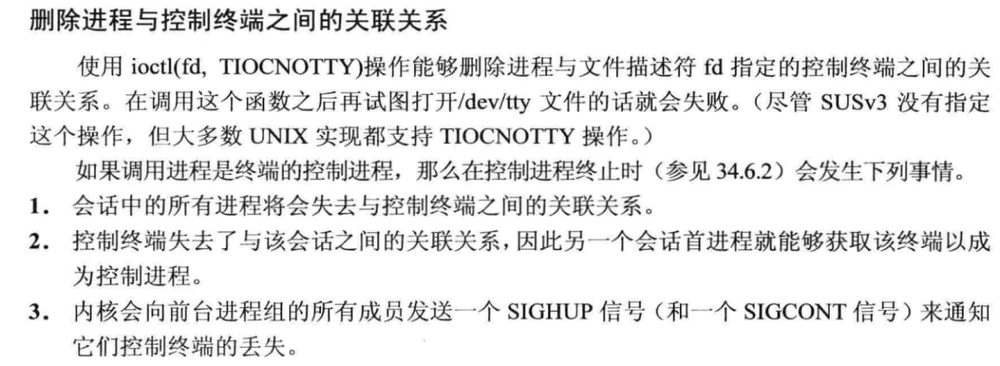 删除进程与控制终端之间的关联关系
使用 ioctl(fd, TIOCNOTTY)操作能够删除进程与文件描述符 fd 指定的控制终端之间的关
联关系。在调用这个函数之后再试图打开/dev/tty 文件的话就会失败。（尽管 SUSv3 没有指定
这个操作，但大多数 UNIX 实现都支持 TIOCNOTTY 操作。）
如果调用进程是终端的控制进程，那么在控制进程终止时（参见 34.6.2）会发生下列事情。
1. 会话中的所有进程将会失去与控制终端之间的关联关系。
2. 控制终端失去了与该会话之间的关联关系，因此另一个会话首进程就能够获取该终端以成
为控制进程。
3. 内核会向前台进程组的所有成员发送一个 SIGHUP 信号（和一个 SIGCONT 信号）来通知
它们控制终端的丢失。